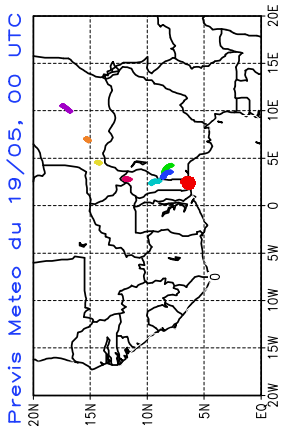 Previs Meteo du 19/05, 00 UTC
20N
15N
10N
5N
EQ
20W
15W
10W
5W
0
5E
10E
15E
20E
0